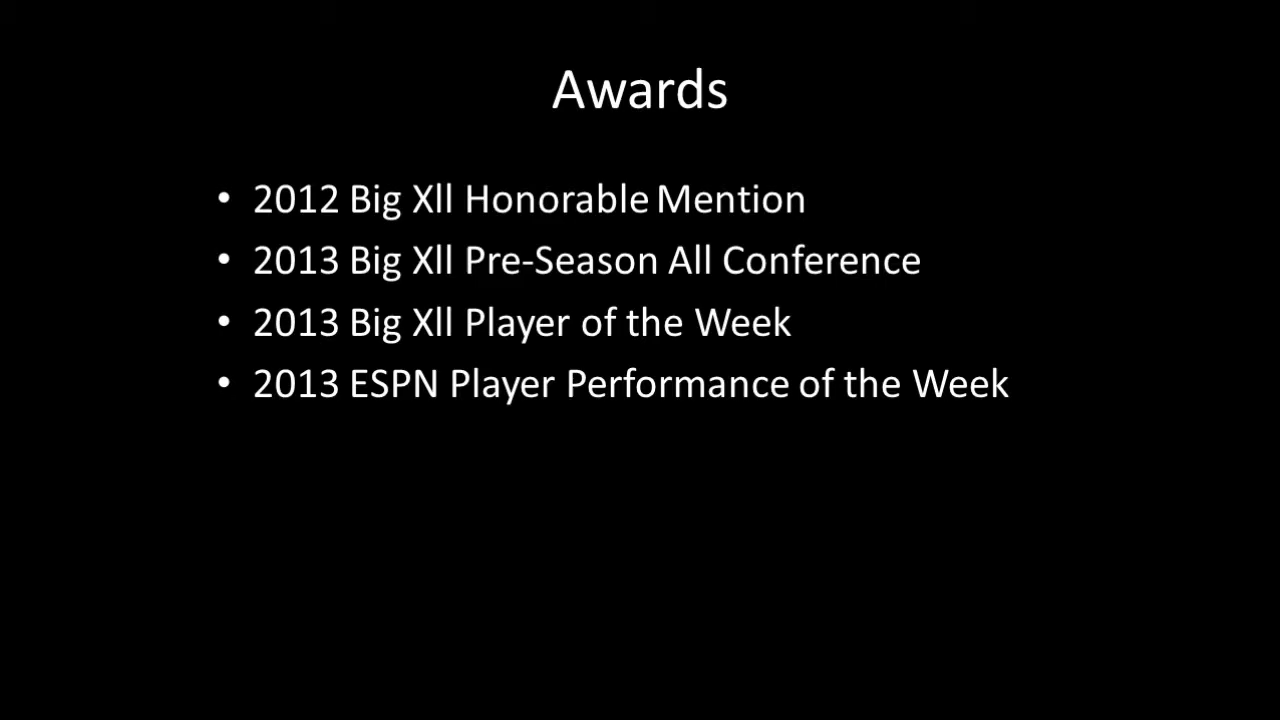 Awards
• 2012 Big Xll Honorable Mention
• 2013 Big Xll Pre-Season All Conference
• 2013 Big Xll Player of the Week
• 2013 ESPN Player Performance of the Week